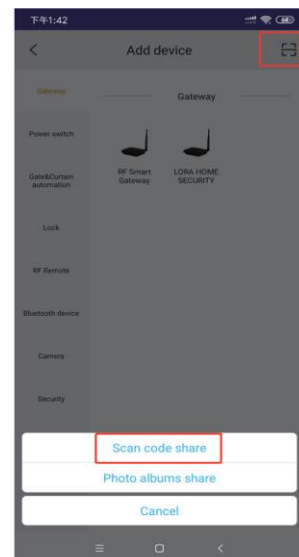 下午1:42
Add device
Gateway
Gateway
Power switch
RF Smart
Gateway
LORA HOME
SECURITY
Gate&Curtain
automation
Lock
RF Remote
Bluetooth device
Camera
Security
Scan code share
Photo albums share
Cancel